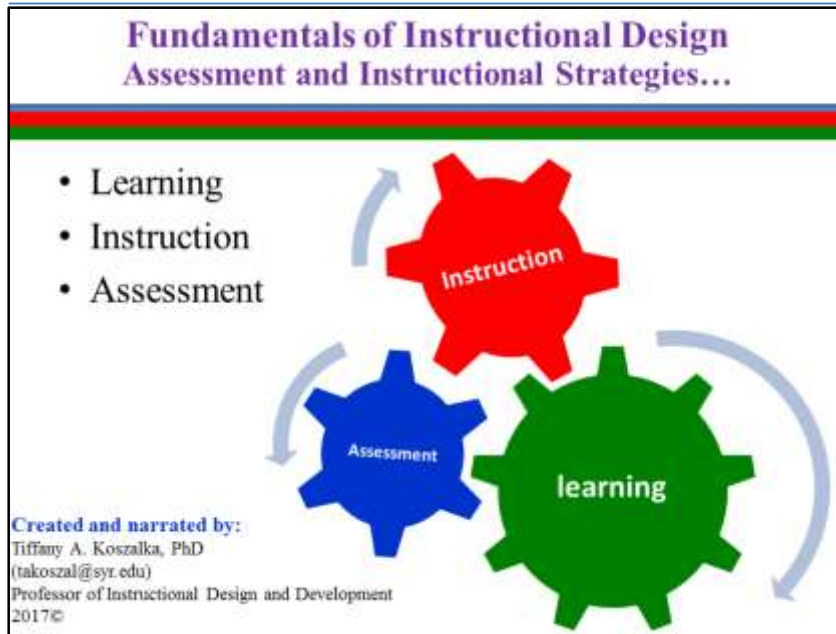 Fundamentals of Instructional Design
Assessment and Instructional Strategies…
• Learning
• Instruction
• Assessment
Instruction
Assessment
learning
Created and narrated by:
Tiffany A. Koszalka, PhD
(takoszal@syr.edu)
Professor of Instructional Design and Development
2017©